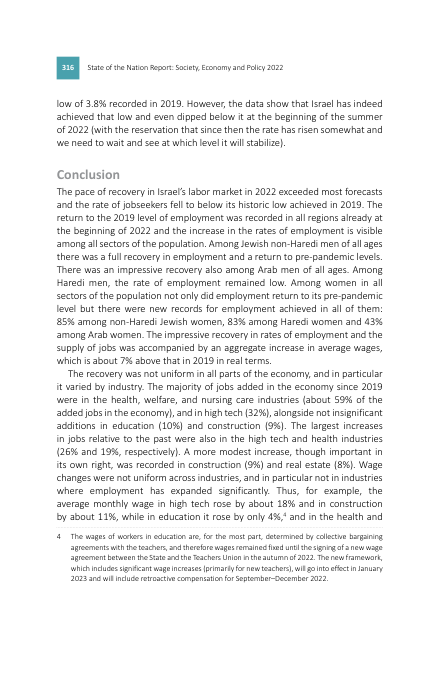 316 State of the Nation Report: Society, Economy and Policy 2022
low of 3.8% recorded in 2019. However, the data show that Israel has indeed
achieved that low and even dipped below it at the beginning of the summer
of 2022 (with the reservation that since then the rate has risen somewhat and
we need to wait and see at which level it will stabilize).
Conclusion
The pace of recovery in Israel's labor market in 2022 exceeded most forecasts
and the rate of jobseekers fell to below its historic low achieved in 2019. The
return to the 2019 level of employment was recorded in all regions already at
the beginning of 2022 and the increase in the rates of employment is visible
among all sectors of the population. Among Jewish non-Haredi men of all ages
there was a full recovery in employment and a return to pre-pandemic levels.
There was an impressive recovery also among Arab men of all ages. Among
Haredi men, the rate of employment remained low. Among women in all
sectors of the population not only did employment return to its pre-pandemic
level but there were new records for employment achieved in all of them:
85% among non-Haredi Jewish women, 83% among Haredi women and 43%
among Arab women. The impressive recovery in rates of employment and the
supply of jobs was accompanied by an aggregate increase in average wages,
which is about 7% above that in 2019 in real terms.
The recovery was not uniform in all parts of the economy, and in particular
it varied by industry. The majority of jobs added in the economy since 2019
were in the health, welfare, and nursing care industries (about 59% of the
added jobs in the economy), and in high tech (32%), alongside not insignificant
additions in education (10%) and construction (9%). The largest increases
in jobs relative to the past were also in the high tech and health industries
(26% and 19%, respectively). A more modest increase, though important in
its own right, was recorded in construction (9%) and real estate (8%). Wage
changes were not uniform across industries, and in particular not in industries
where employment has expanded significantly. Thus, for example, the
average monthly wage in high tech rose by about 18% and in construction
by about 11%, while in education it rose by only 4%,4 and in the health and
4 The wages of workers in education are, for the most part, determined by collective bargaining
agreements with the teachers, and therefore wages remained fixed until the signing of a new wage
agreement between the State and the Teachers Union in the autumn of 2022. The new framework,
which includes significant wage increases (primarily for new teachers), will go into effect in January
2023 and will include retroactive compensation for September–December 2022.